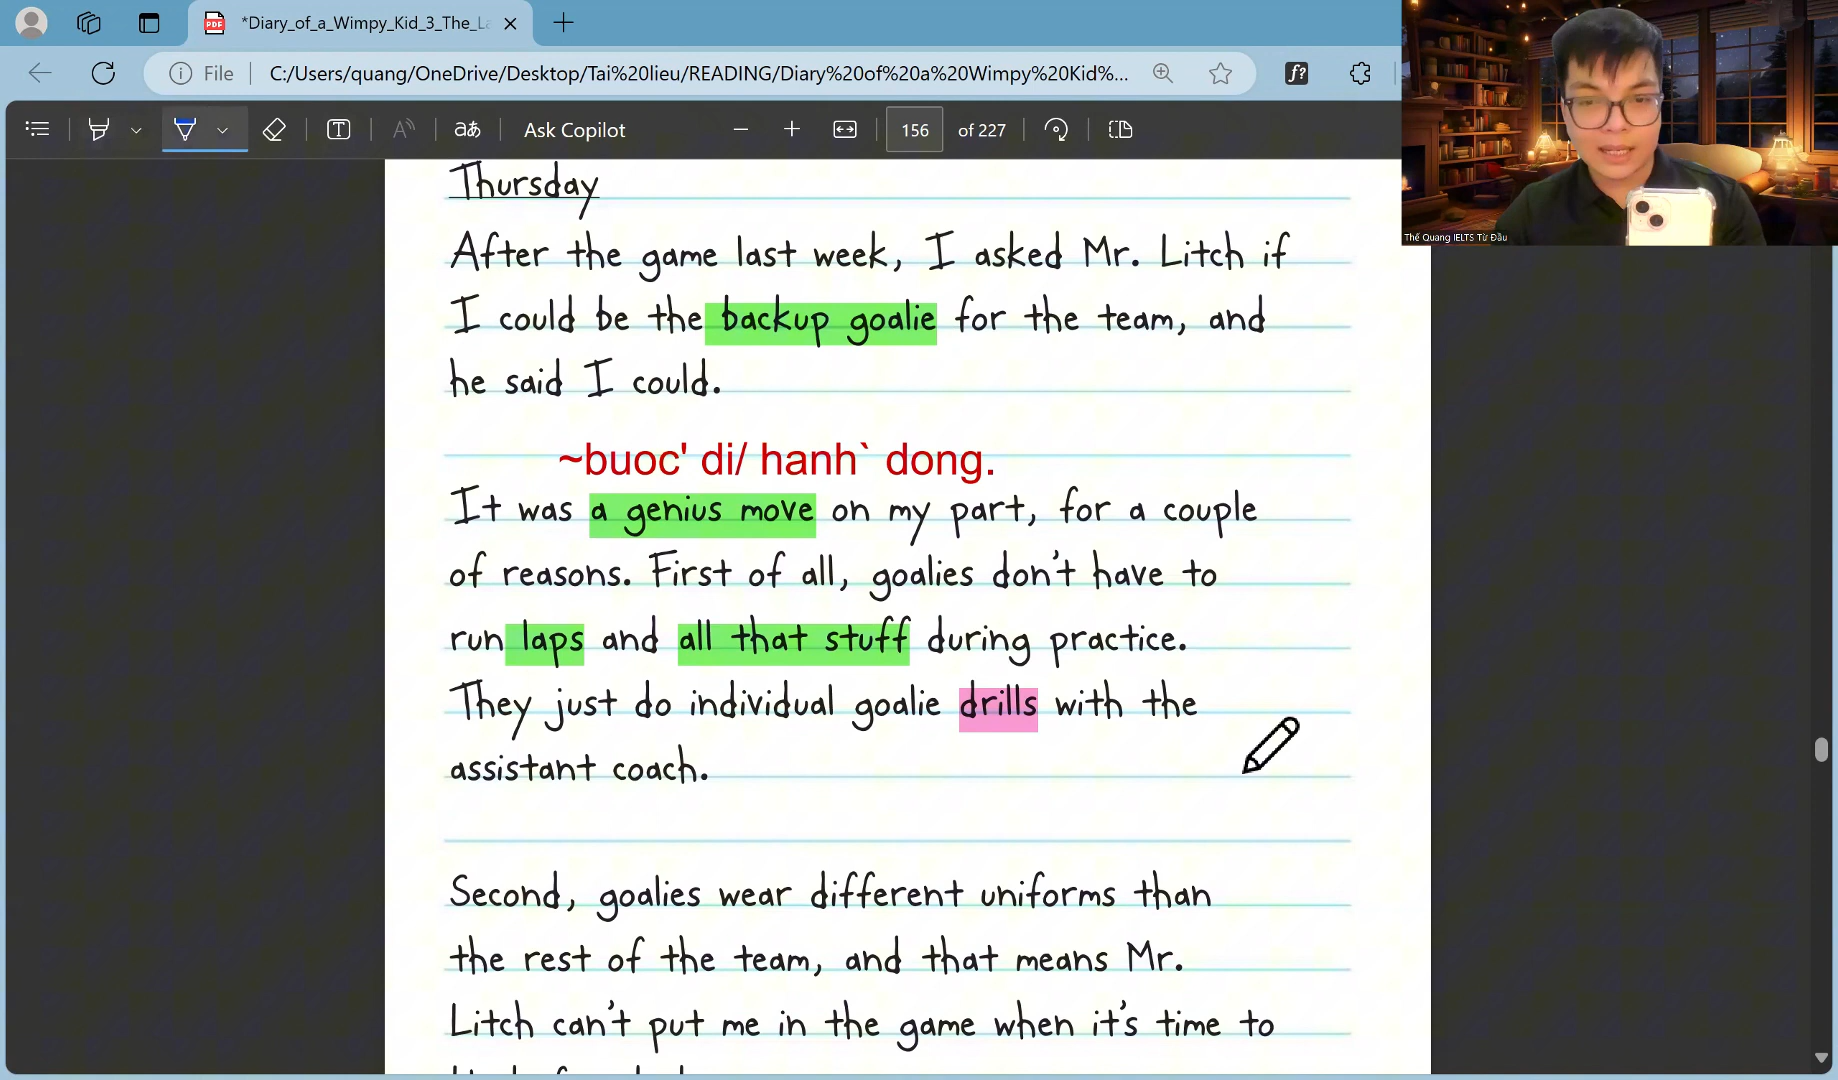 *Diary_of_a_Wimpy_Kid_3_The_La
File
C:/Users/quang/OneDrive/Desktop/Tai%20lieu/READING/Diary%20of%20a%20Wimpy%20Kid%...
Ask Copilot
156 of 227
Thế Quang IELTS Từ Đầu
Thursday
After the game last week, I asked Mr. Litch if
I could be the backup goalie for the team, and
he said I could.
~buoc' di/ hanh` dong.
It was a genius move on my part, for a couple
of reasons. First of all, goalies don't have to
run laps and all that stuff during practice.
They just do individual goalie drills with the
assistant coach.
Second, goalies wear different uniforms than
the rest of the team, and that means Mr.
Litch can't put me in the game when it's time to